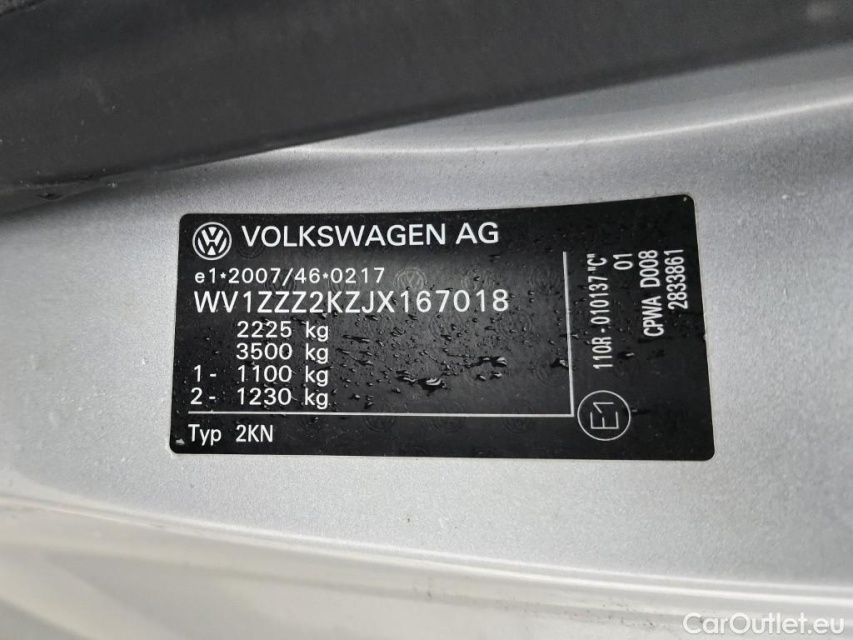 VOLKSWAGEN AG
e1*2007/46*0217
WV1ZZZ2KZJX167018
2225 kg
3500 kg
1- 1100 kg
2- 1230 kg
Typ 2KN
E1
110R-010137"C"
01
CPWA D008
2833861
CarOutlet.eu